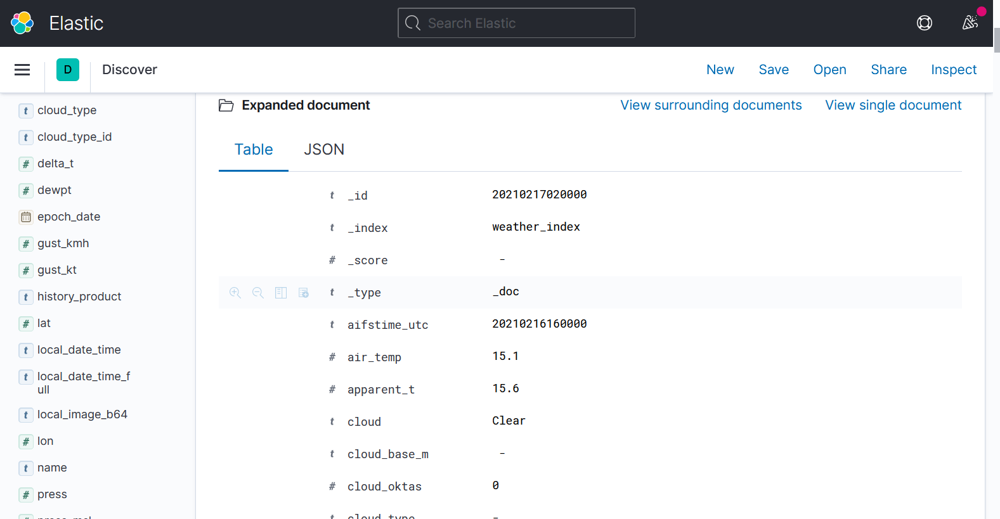 Elastic
Search Elastic
D
Discover
New
Save
Open
Share
Inspect
t cloud_type
t cloud_type_id
# delta_t
# dewpt
epoch_date
# gust_kmh
# gust_kt
t history_product
# lat
t local_date_time
t local_date_time_f
ull
t local_image_b64
# lon
t name
# press
Expanded document
View surrounding documents
View single document
Table
JSON
t _id 20210217020000
t _index weather_index
# _score -
t _type _doc
t aifstime_utc 20210216160000
# air_temp 15.1
# apparent_t 15.6
t cloud Clear
t cloud_base_m -
# cloud_oktas 0
t cloud_type -